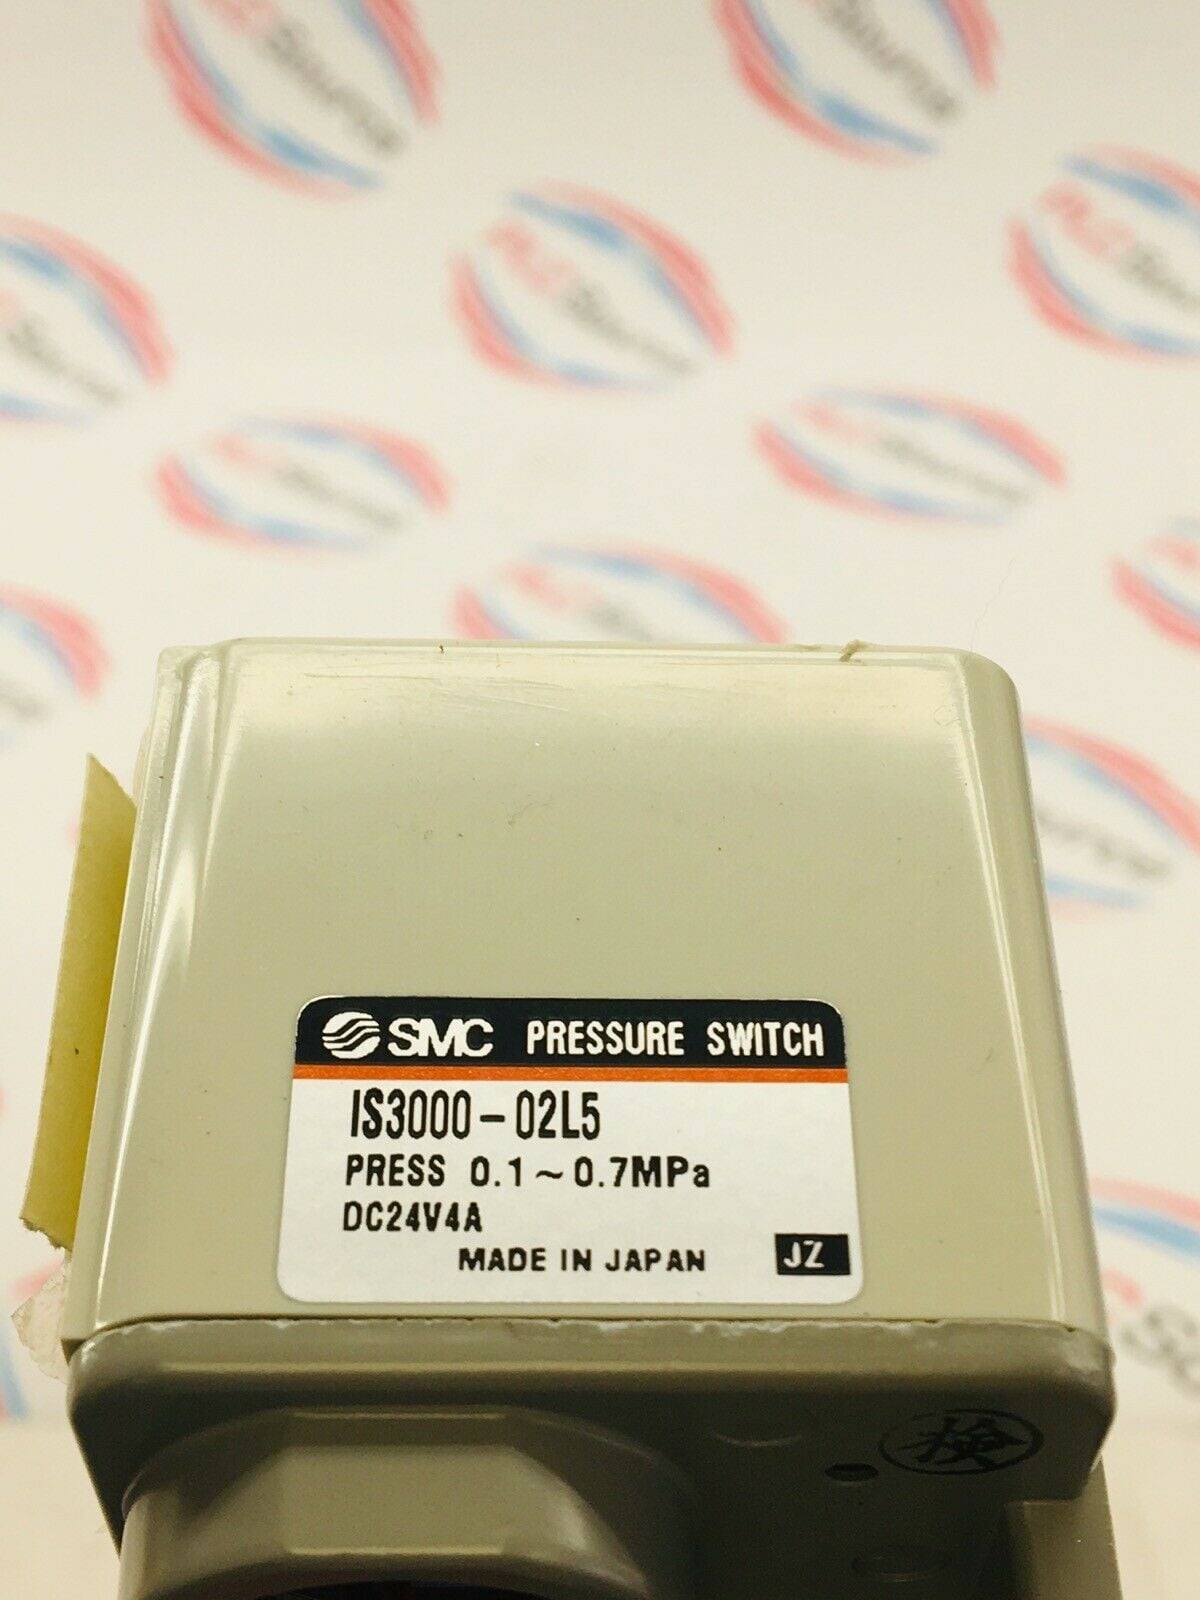 SMC PRESSURE SWITCH
IS3000-02L5
PRESS 0.1~0.7MPa
DC24V4A
MADE IN JAPAN JZ
検